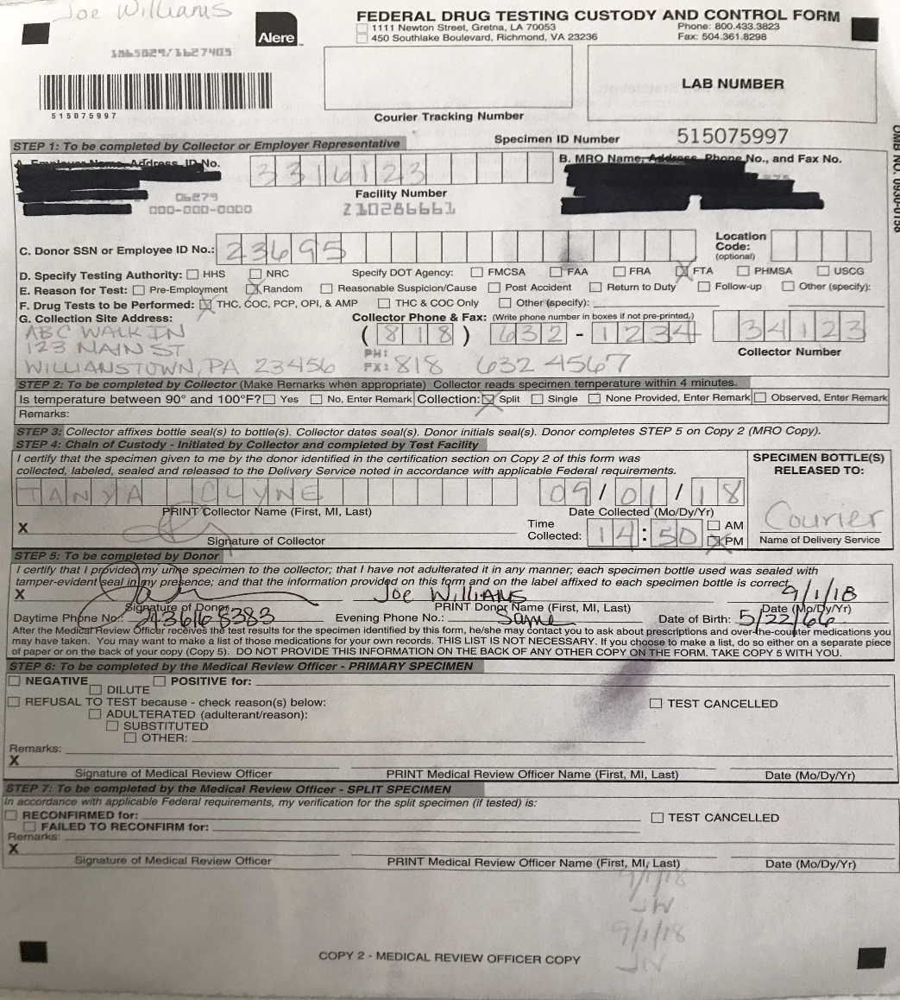 Joe Williams
Alere™
FEDERAL DRUG TESTING CUSTODY AND CONTROL FORM
1111 Newton Street, Gretna, LA 70053
Phone: 800.433.3823
450 Southlake Boulevard, Richmond, VA 23236
Fax: 504.361.8298
515075997
Courier Tracking Number
LAB NUMBER
STEP 1: To be completed by Collector or Employer Representative
Specimen ID Number 515075997
OMB NO. 0930-0158
A. Employer Name, Address, ID No.
3316123
B. MRO Name, Address, Phone No., and Fax No.
06279
Facility Number
000-000-0000
Z10286661
C. Donor SSN or Employee ID No.: 23695
Location Code: (optional)
D. Specify Testing Authority: HHS NRC Specify DOT Agency: FMCSA FAA FRA FTA PHMSA USCG
E. Reason for Test: Pre-Employment Random Reasonable Suspicion/Cause Post Accident Return to Duty Follow-up Other (specify):
F. Drug Tests to be Performed: THC, COC, PCP, OPI, & AMP THC & COC Only Other (specify):
G. Collection Site Address:
Collector Phone & Fax: (Write phone number in boxes if not pre-printed.)
ABC WALK IN
(818) 632-1234
34123
123 MAIN ST
Collector Number
WILLIANSTOWN, PA 23456
PH:
FX: 818 632 4567
STEP 2: To be completed by Collector (Make Remarks when appropriate) Collector reads specimen temperature within 4 minutes.
Is temperature between 90° and 100°F? Yes No, Enter Remark Collection: Split Single None Provided, Enter Remark Observed, Enter Remark
Remarks:
STEP 3: Collector affixes bottle seal(s) to bottle(s). Collector dates seal(s). Donor initials seal(s). Donor completes STEP 5 on Copy 2 (MRO Copy).
STEP 4: Chain of Custody - Initiated by Collector and completed by Test Facility
I certify that the specimen given to me by the donor identified in the certification section on Copy 2 of this form was
collected, labeled, sealed and released to the Delivery Service noted in accordance with applicable Federal requirements.
SPECIMEN BOTTLE(S) RELEASED TO:
TANYA CLYNE
09/01/18
PRINT Collector Name (First, MI, Last)
Date Collected (Mo/Dy/Yr)
Courier
X
Signature of Collector
Time Collected: 14:50 AM PM
Name of Delivery Service
STEP 5: To be completed by Donor
I certify that I provided my urine specimen to the collector; that I have not adulterated it in any manner; each specimen bottle used was sealed with
tamper-evident seal in my presence; and that the information provided on this form and on the label affixed to each specimen bottle is correct.
X
Joe Williams
9/1/18
Signature of Donor
PRINT Donor Name (First, MI, Last)
Date (Mo/Dy/Yr)
Daytime Phone No.: 2436168383 Evening Phone No.: Same Date of Birth: 5/22/66
After the Medical Review Officer receives the test results for the specimen identified by this form, he/she may contact you to ask about prescriptions and over-the-counter medications you
may have taken. You may want to make a list of those medications for your own records. THIS LIST IS NOT NECESSARY. If you choose to make a list, do so either on a separate piece
of paper or on the back of your copy (Copy 5). DO NOT PROVIDE THIS INFORMATION ON THE BACK OF ANY OTHER COPY ON THE FORM. TAKE COPY 5 WITH YOU.
STEP 6: To be completed by the Medical Review Officer - PRIMARY SPECIMEN
NEGATIVE POSITIVE for:
DILUTE
REFUSAL TO TEST because - check reason(s) below:
TEST CANCELLED
ADULTERATED (adulterant/reason):
SUBSTITUTED
OTHER:
Remarks:
X
Signature of Medical Review Officer
PRINT Medical Review Officer Name (First, MI, Last)
Date (Mo/Dy/Yr)
STEP 7: To be completed by the Medical Review Officer - SPLIT SPECIMEN
In accordance with applicable Federal requirements, my verification for the split specimen (if tested) is:
RECONFIRMED for:
TEST CANCELLED
FAILED TO RECONFIRM for:
Remarks:
X
Signature of Medical Review Officer
PRINT Medical Review Officer Name (First, MI, Last)
Date (Mo/Dy/Yr)
9/1/18
JW
9/1/18
JW
COPY 2 - MEDICAL REVIEW OFFICER COPY